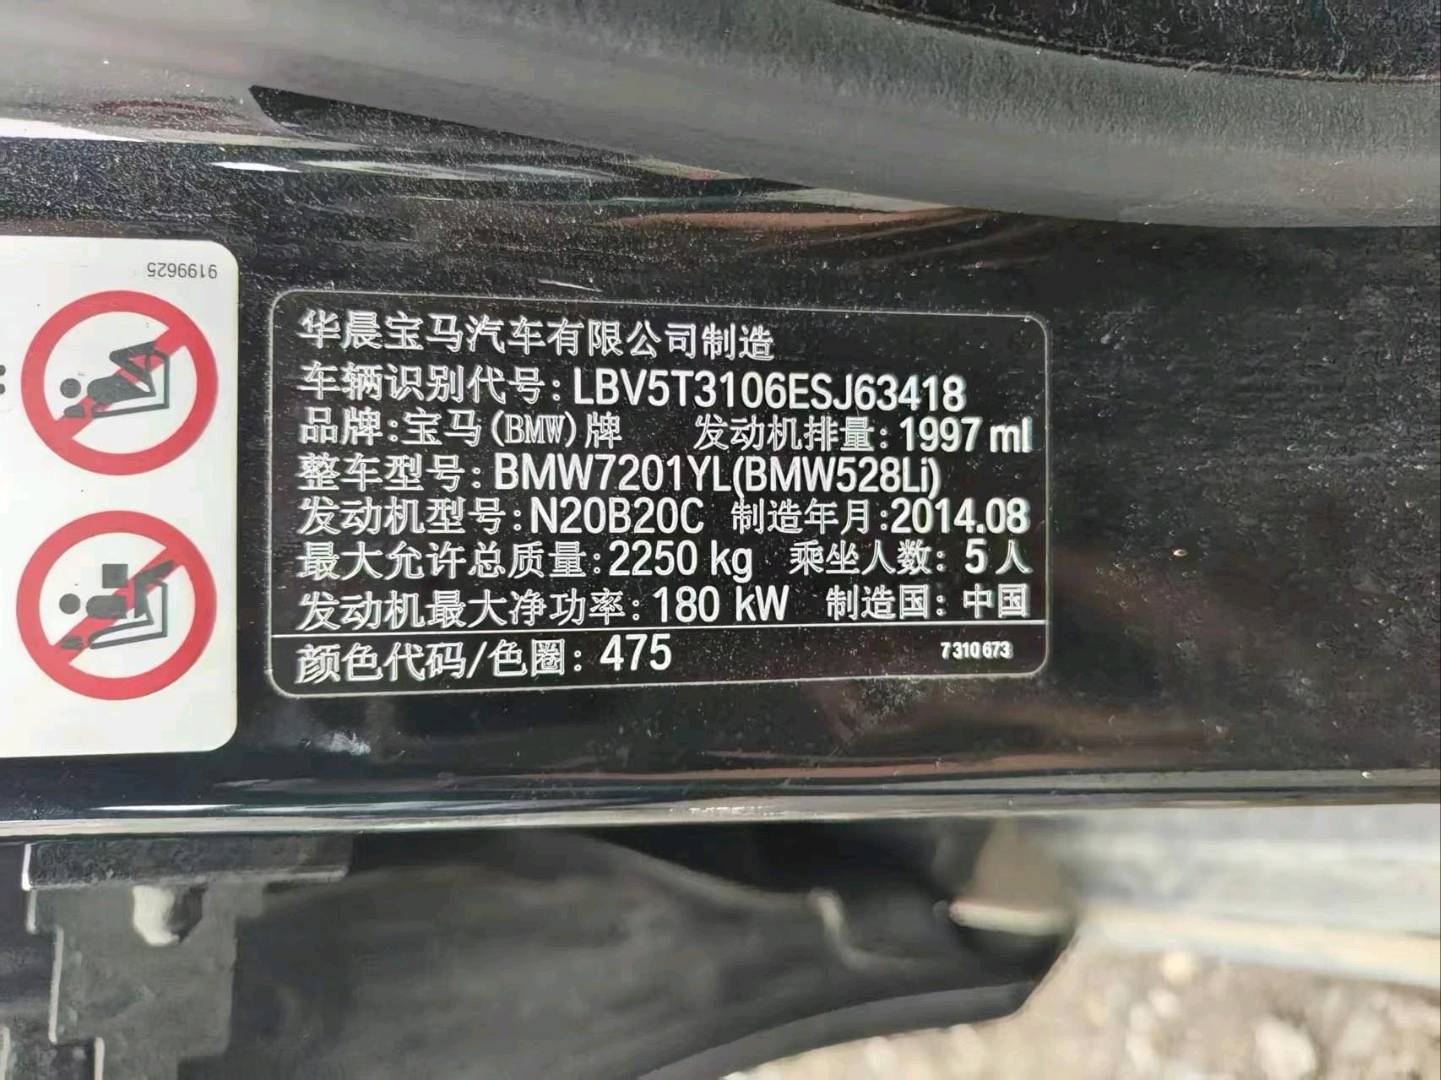 9199625
华晨宝马汽车有限公司制造
车辆识别代号:LBV5T3106ESJ63418
品牌:宝马(BMW)牌 发动机排量:1997 ml
整车型号:BMW7201YL(BMW528Li)
发动机型号:N20B20C 制造年月:2014.08
最大允许总质量:2250 kg 乘坐人数:5人
发动机最大净功率:180 kW 制造国:中国
颜色代码/色圈:475 7310673